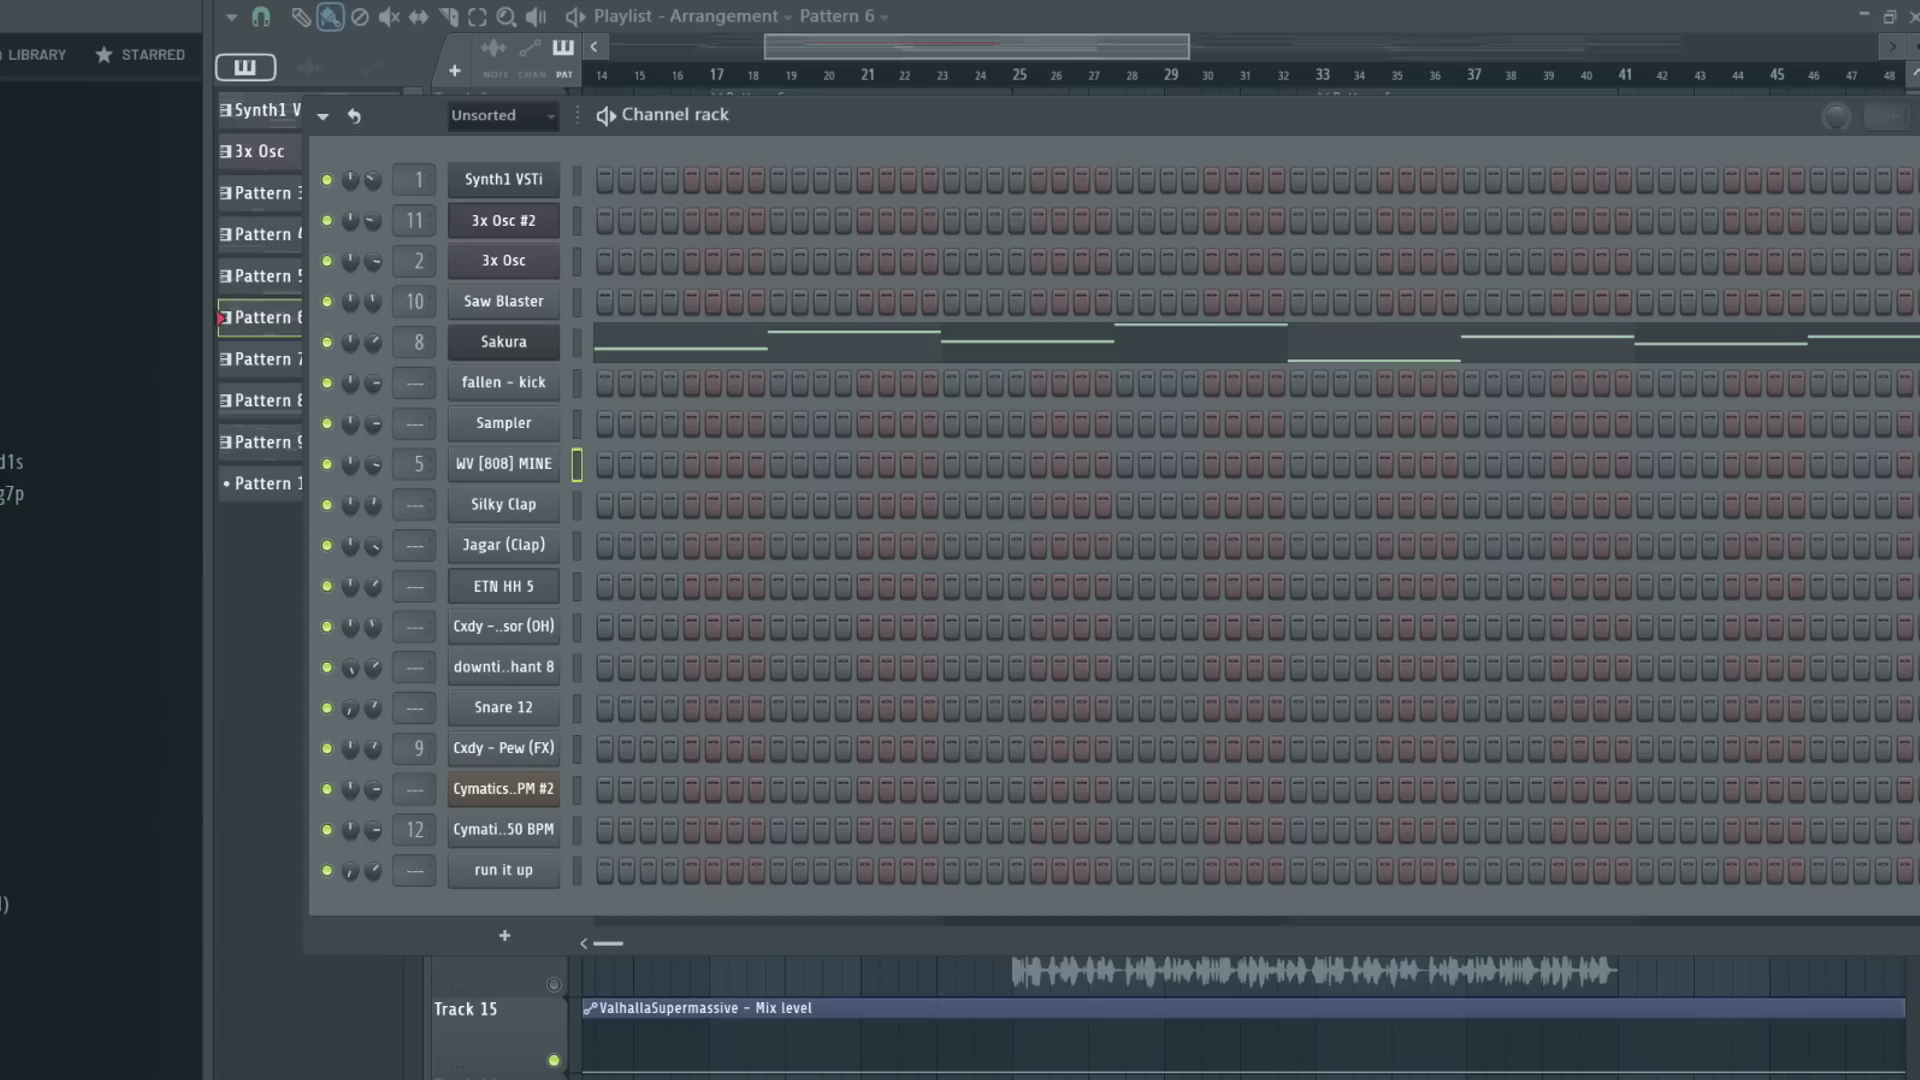 LIBRARY
STARRED
Playlist - Arrangement
Pattern 6
NOTE CHAN PAT
14 15 16 17 18 19 20 21 22 23 24 25 26 27 28 29 30 31 32 33 34 35 36 37 38 39 40 41 42 43 44 45 46 47 48
Synth1 V
3x Osc
Pattern 3
Pattern 4
Pattern 5
Pattern 6
Pattern 7
Pattern 8
Pattern 9
Pattern 1
d1s
g7p
Unsorted
Channel rack
1 Synth1 VSTi
11 3x Osc #2
2 3x Osc
10 Saw Blaster
8 Sakura
--- fallen - kick
--- Sampler
5 WV [808] MINE
--- Silky Clap
--- Jagar (Clap)
--- ETN HH 5
--- Cxdy -..sor (OH)
--- downti..hant 8
--- Snare 12
9 Cxdy - Pew (FX)
--- Cymatics..PM #2
12 Cymati..50 BPM
--- run it up
Track 15
ValhallaSupermassive - Mix level